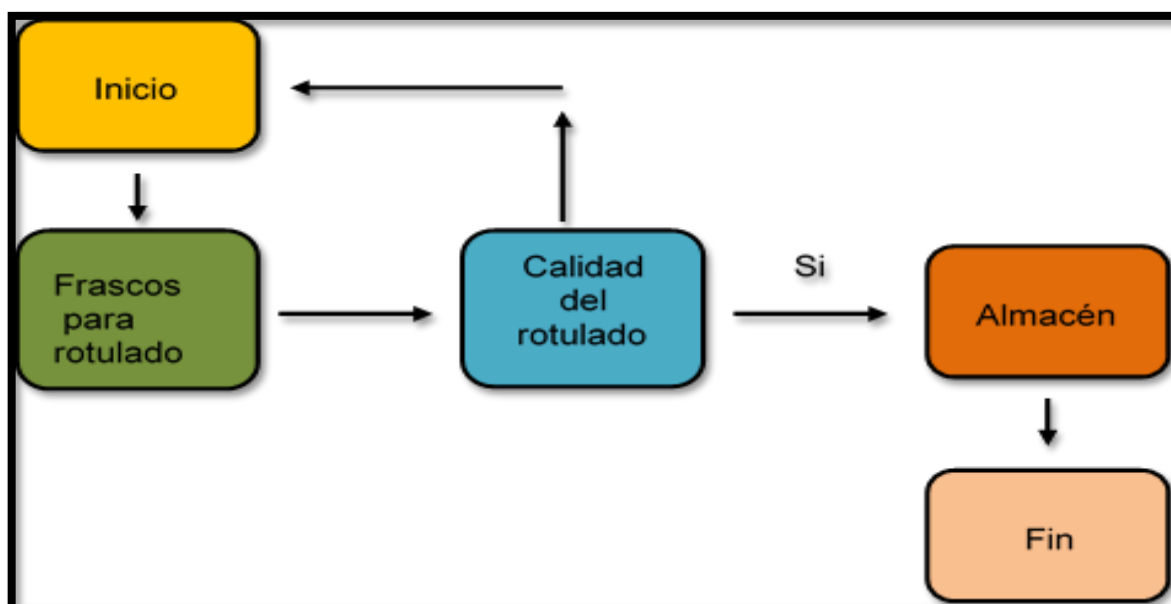 Inicio
Frascos
para
rotulado
Calidad
del
rotulado
Si
Almacén
Fin